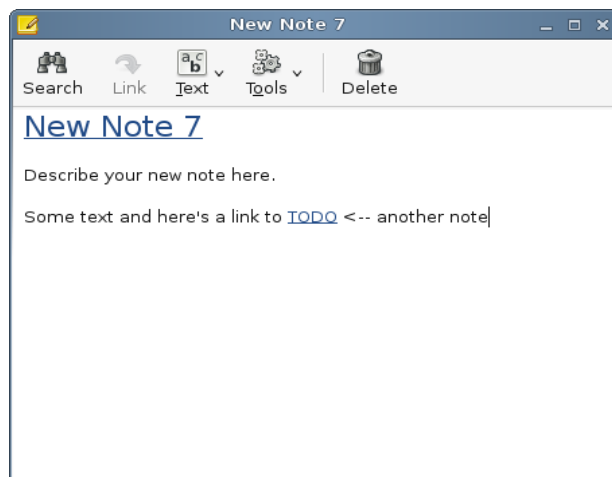 New Note 7
Search Link Text Tools Delete
New Note 7
Describe your new note here.
Some text and here's a link to TODO <-- another note